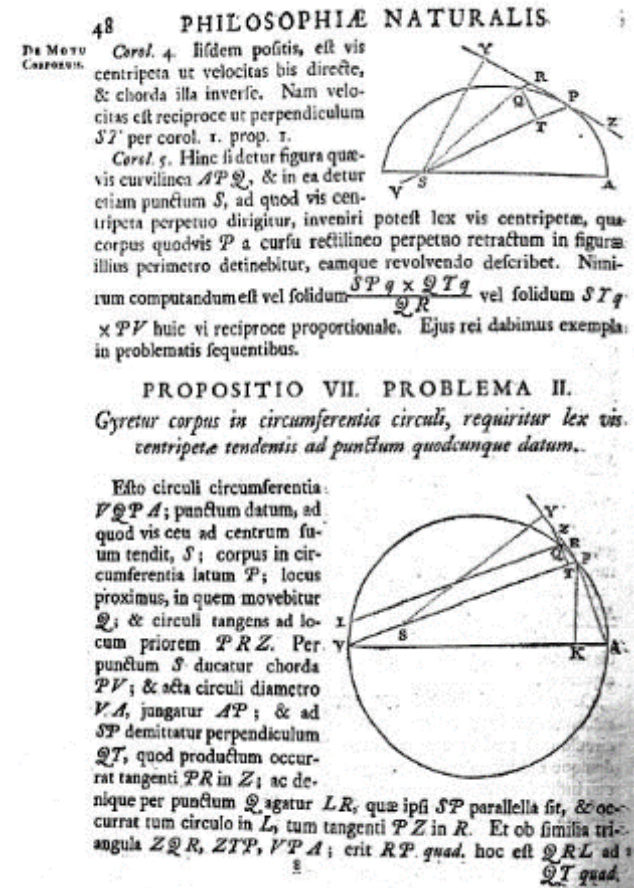 48 PHILOSOPHIÆ NATURALIS
De Motu
Corporum.
Corol. 4. Iiſdem poſitis, eſt vis
centripeta ut velocitas bis directe,
& chorda illa inverſe. Nam velo-
citas eſt reciproce ut perpendiculum
SY per corol. 1. prop. 1.
Corol. 5. Hinc ſi detur figura quæ-
vis curvilinea APQ, & in ea detur
etiam punctum S, ad quod vis cen-
tripeta perpetuo dirigitur, inveniri poteſt lex vis centripetæ, qua
corpus quodvis P a curſu rectilineo perpetuo retractum in figuræ
illius perimetro detinebitur, eamque revolvendo deſcribet. Nimi-
rum computandum eſt vel ſolidum SPq × QTq / QR vel ſolidum SYq
× PV huic vi reciproce proportionale. Ejus rei dabimus exempla
in problematis ſequentibus.
Y
R
Q
P
T
Z
V
S
A
PROPOSITIO VII. PROBLEMA II.
Gyretur corpus in circumferentia circuli, requiritur lex vis
centripetæ tendentis ad punctum quodcunque datum.
Eſto circuli circumferentia
VQPA; punctum datum, ad
quod vis ceu ad centrum ſu-
um tendit, S; corpus in cir-
cumferentia latum P; locus
proximus, in quem movebitur
Q; & circuli tangens ad lo-
cum priorem PRZ. Per
punctum S ducatur chorda
PV; & acta circuli diametro
VA, jungatur AP; & ad
SP demittatur perpendiculum
QT, quod productum occur-
rat tangenti PR in Z; ac de-
nique per punctum Q agatur LR, quæ ipſi SP parallella ſit, & oc-
currat tum circulo in L, tum tangenti PZ in R. Et ob ſimilia tri-
angula ZQR, ZTP, VPA; erit RP quad. hoc eſt QRL ad
QT quad.
Y
Z
R
Q
P
T
L
S
V
K
A
8